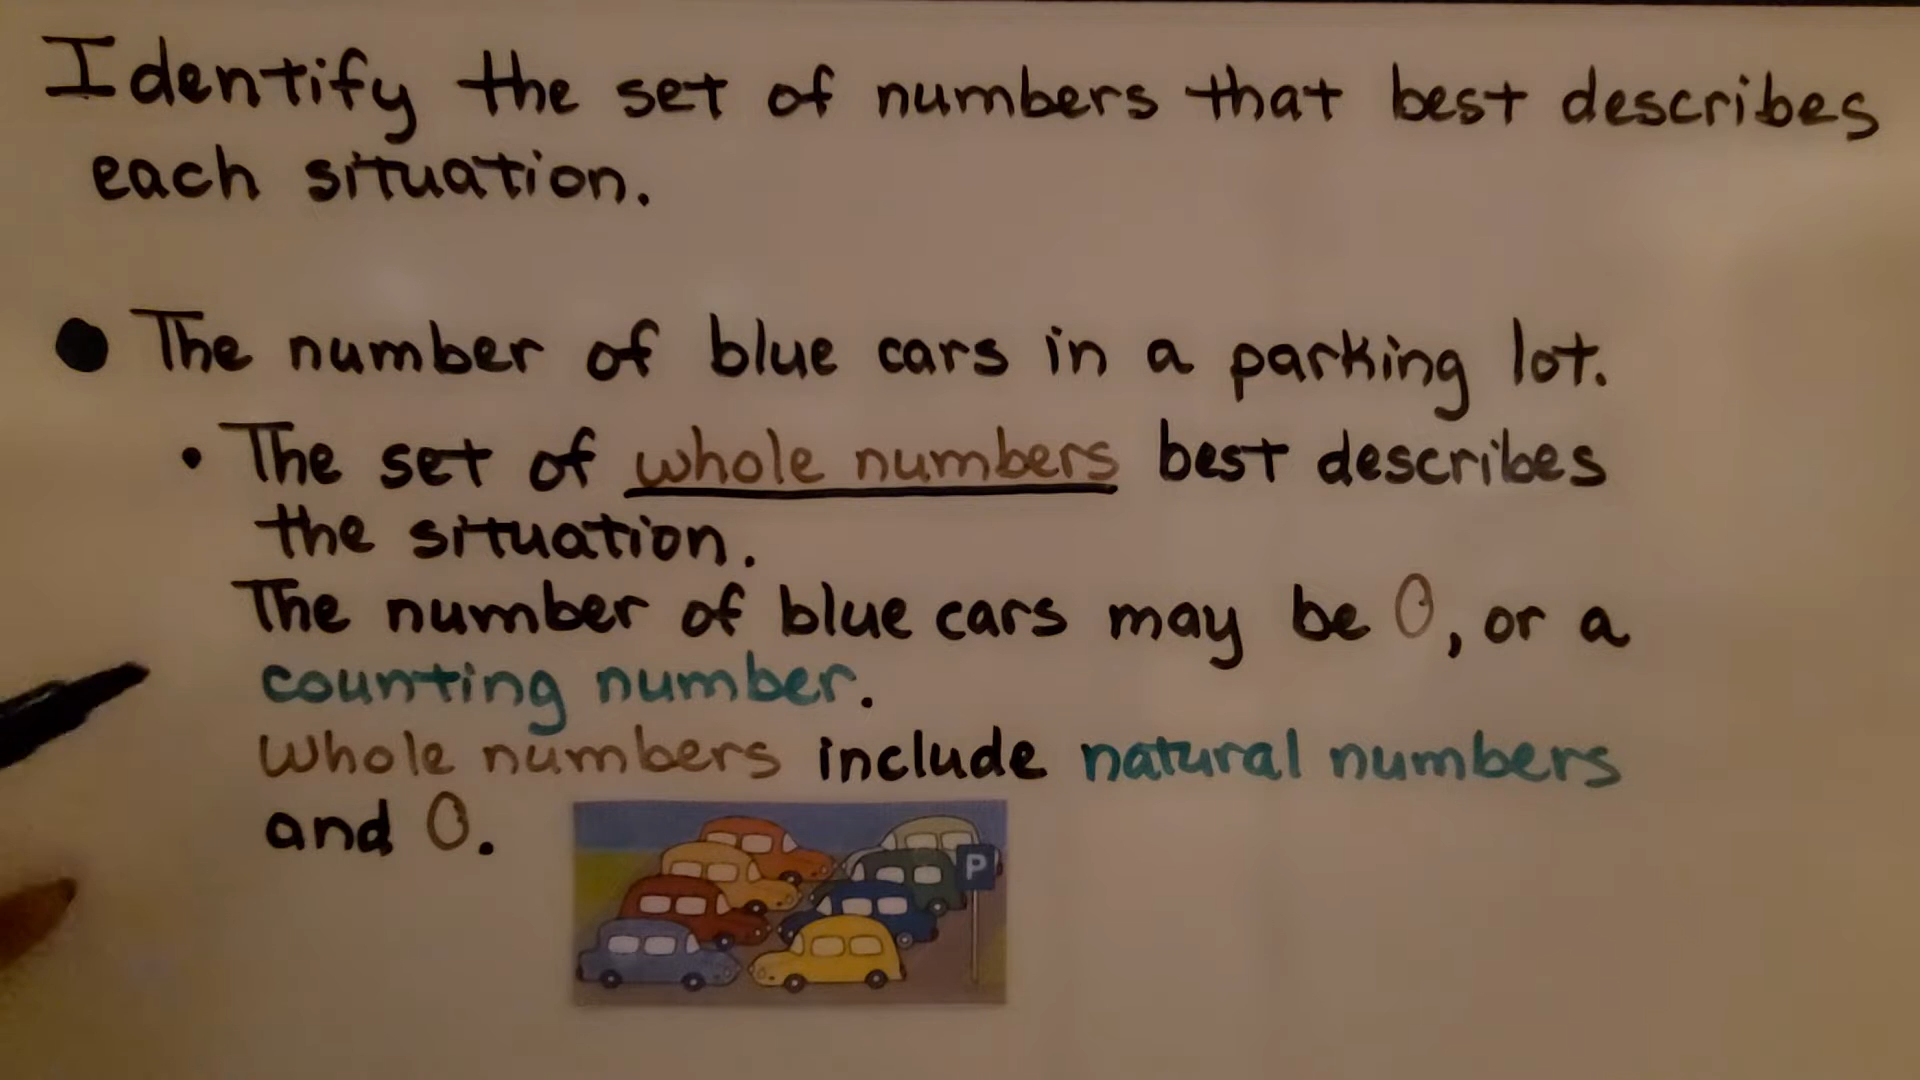 Identify the set of numbers that best describes
each situation.
● The number of blue cars in a parking lot.
• The set of whole numbers best describes
the situation.
The number of blue cars may be 0, or a
counting number.
Whole numbers include natural numbers
and 0.
P